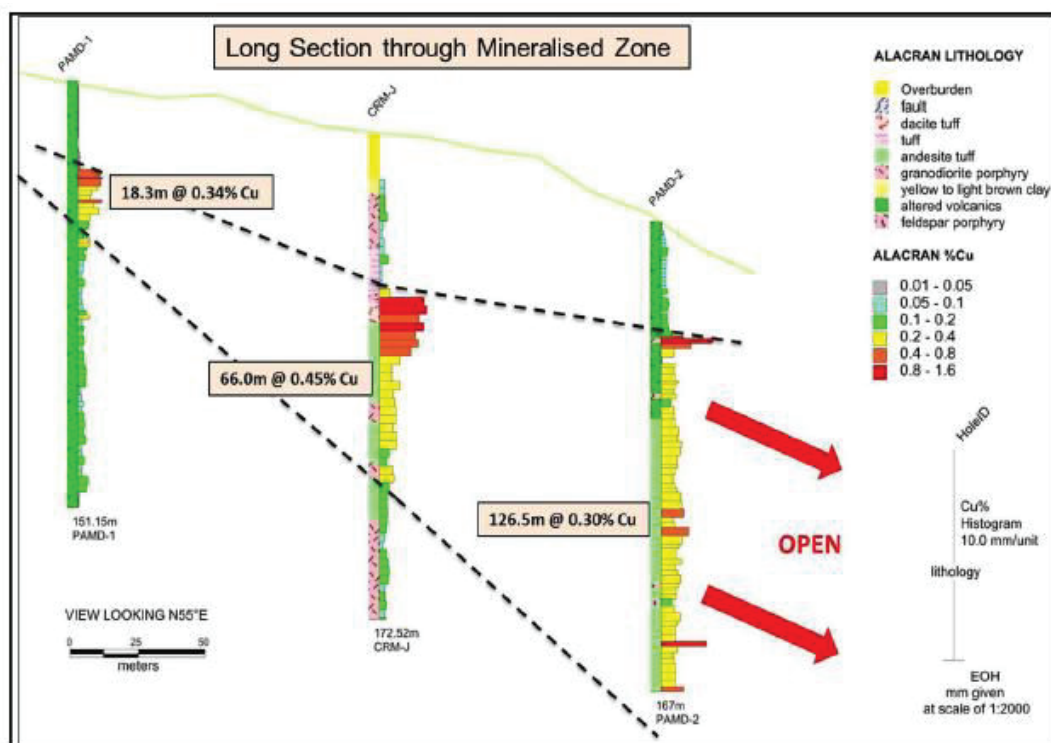 Long Section through Mineralised Zone
PAMD-1
CRM-J
PAMD-2
18.3m @ 0.34% Cu
66.0m @ 0.45% Cu
126.5m @ 0.30% Cu
OPEN
151.15m
PAMD-1
172.52m
CRM-J
167m
PAMD-2
VIEW LOOKING N55°E
0 25 50
meters
ALACRAN LITHOLOGY
Overburden
fault
dacite tuff
tuff
andesite tuff
granodiorite porphyry
yellow to light brown clay
altered volcanics
feldspar porphyry
ALACRAN %Cu
0.01 - 0.05
0.05 - 0.1
0.1 - 0.2
0.2 - 0.4
0.4 - 0.8
0.8 - 1.6
HoleID
Cu%
Histogram
10.0 mm/unit
lithology
EOH
mm given
at scale of 1:2000